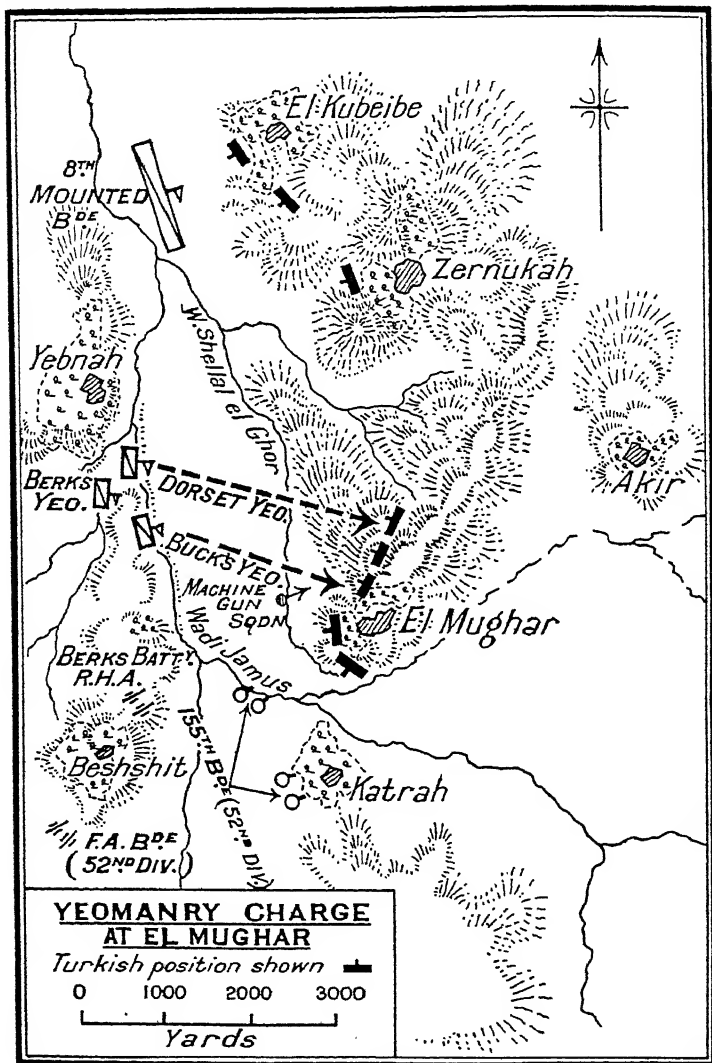 El Kubeibe
8TH
MOUNTED
BDE
Zernukah
W. Shellal el Ghor
Yebnah
Akir
BERKS
YEO.
DORSET YEO.
BUCKS YEO.
MACHINE
GUN
SQDN
El Mughar
Wadi Jamus
BERKS BATTY.
R.H.A.
Beshshit
155TH BDE (52ND DIV.)
Katrah
F.A. BDE
(52ND DIV.)
YEOMANRY CHARGE
AT EL MUGHAR
Turkish position shown
0 1000 2000 3000
Yards